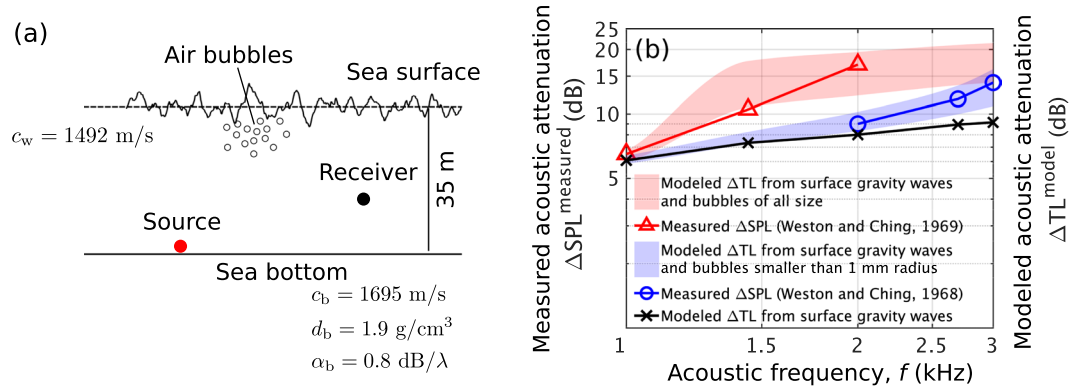 (a)
Air bubbles
Sea surface
c_w = 1492 m/s
Receiver
35 m
Source
Sea bottom
c_b = 1695 m/s
d_b = 1.9 g/cm³
α_b = 0.8 dB/λ
Measured acoustic attenuation
ΔSPL^measured (dB)
(b)
25
20
15
10
5
Modeled ΔTL from surface gravity waves
and bubbles of all size
Measured ΔSPL (Weston and Ching, 1969)
Modeled ΔTL from surface gravity waves
and bubbles smaller than 1 mm radius
Measured ΔSPL (Weston and Ching, 1968)
Modeled ΔTL from surface gravity waves
1 1.5 2 2.5 3
Acoustic frequency, f (kHz)
Modeled acoustic attenuation
ΔTL^model (dB)